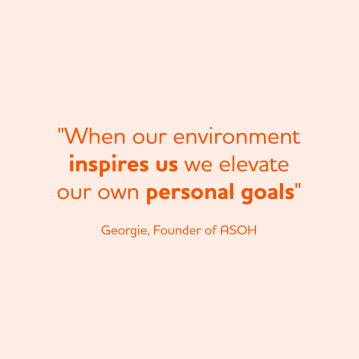 "When our environment
inspires us we elevate
our own personal goals"
Georgie, Founder of ASOH